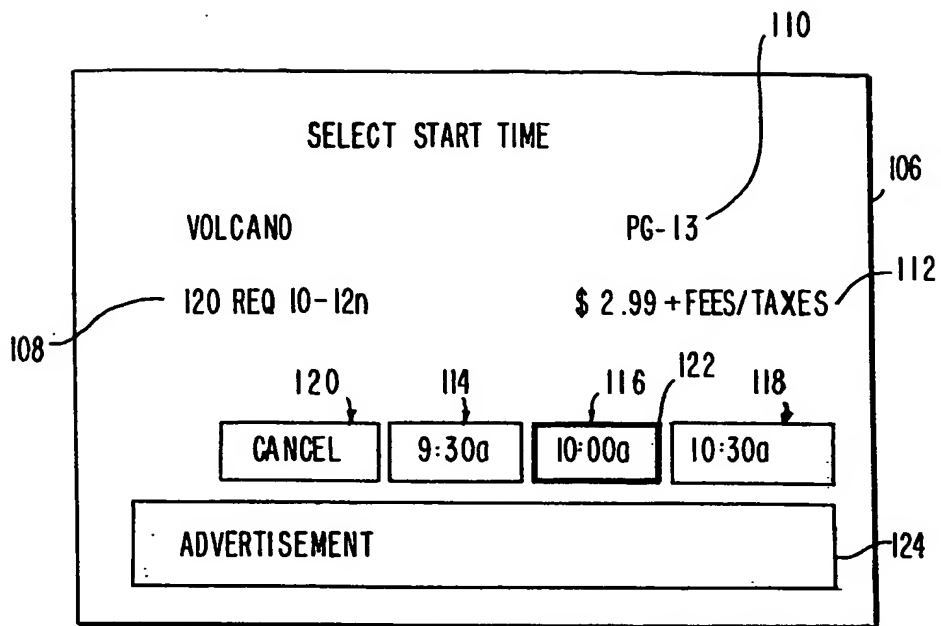 110
SELECT START TIME
106
VOLCANO PG-13
112
120 REQ 10-12n $ 2.99 + FEES/TAXES
108
120 114 116 122 118
CANCEL 9:30a 10:00a 10:30a
ADVERTISEMENT
124